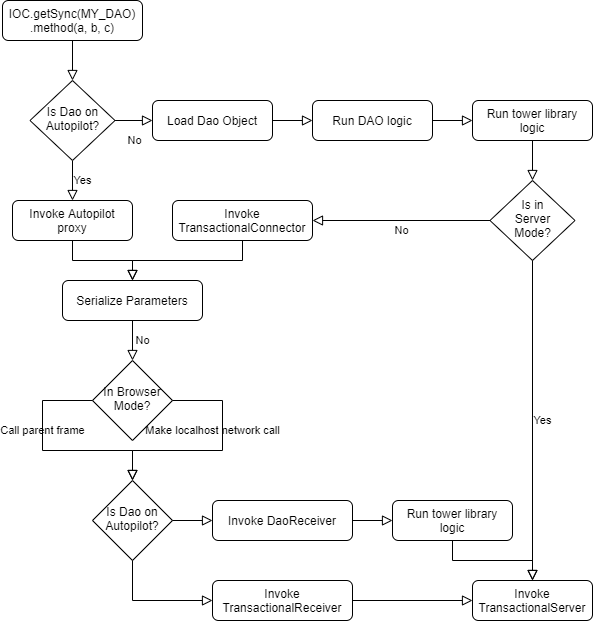 IOC.getSync(MY_DAO)
.method(a, b, c)
Is Dao on
Autopilot?
No
Load Dao Object
Run DAO logic
Run tower library
logic
Yes
Invoke Autopilot
proxy
Invoke
TransactionalConnector
No
Is in
Server
Mode?
Serialize Parameters
No
In Browser
Mode?
Call parent frame
Make localhost network call
Yes
Is Dao on
Autopilot?
Invoke DaoReceiver
Run tower library
logic
Invoke
TransactionalReceiver
Invoke
TransactionalServer